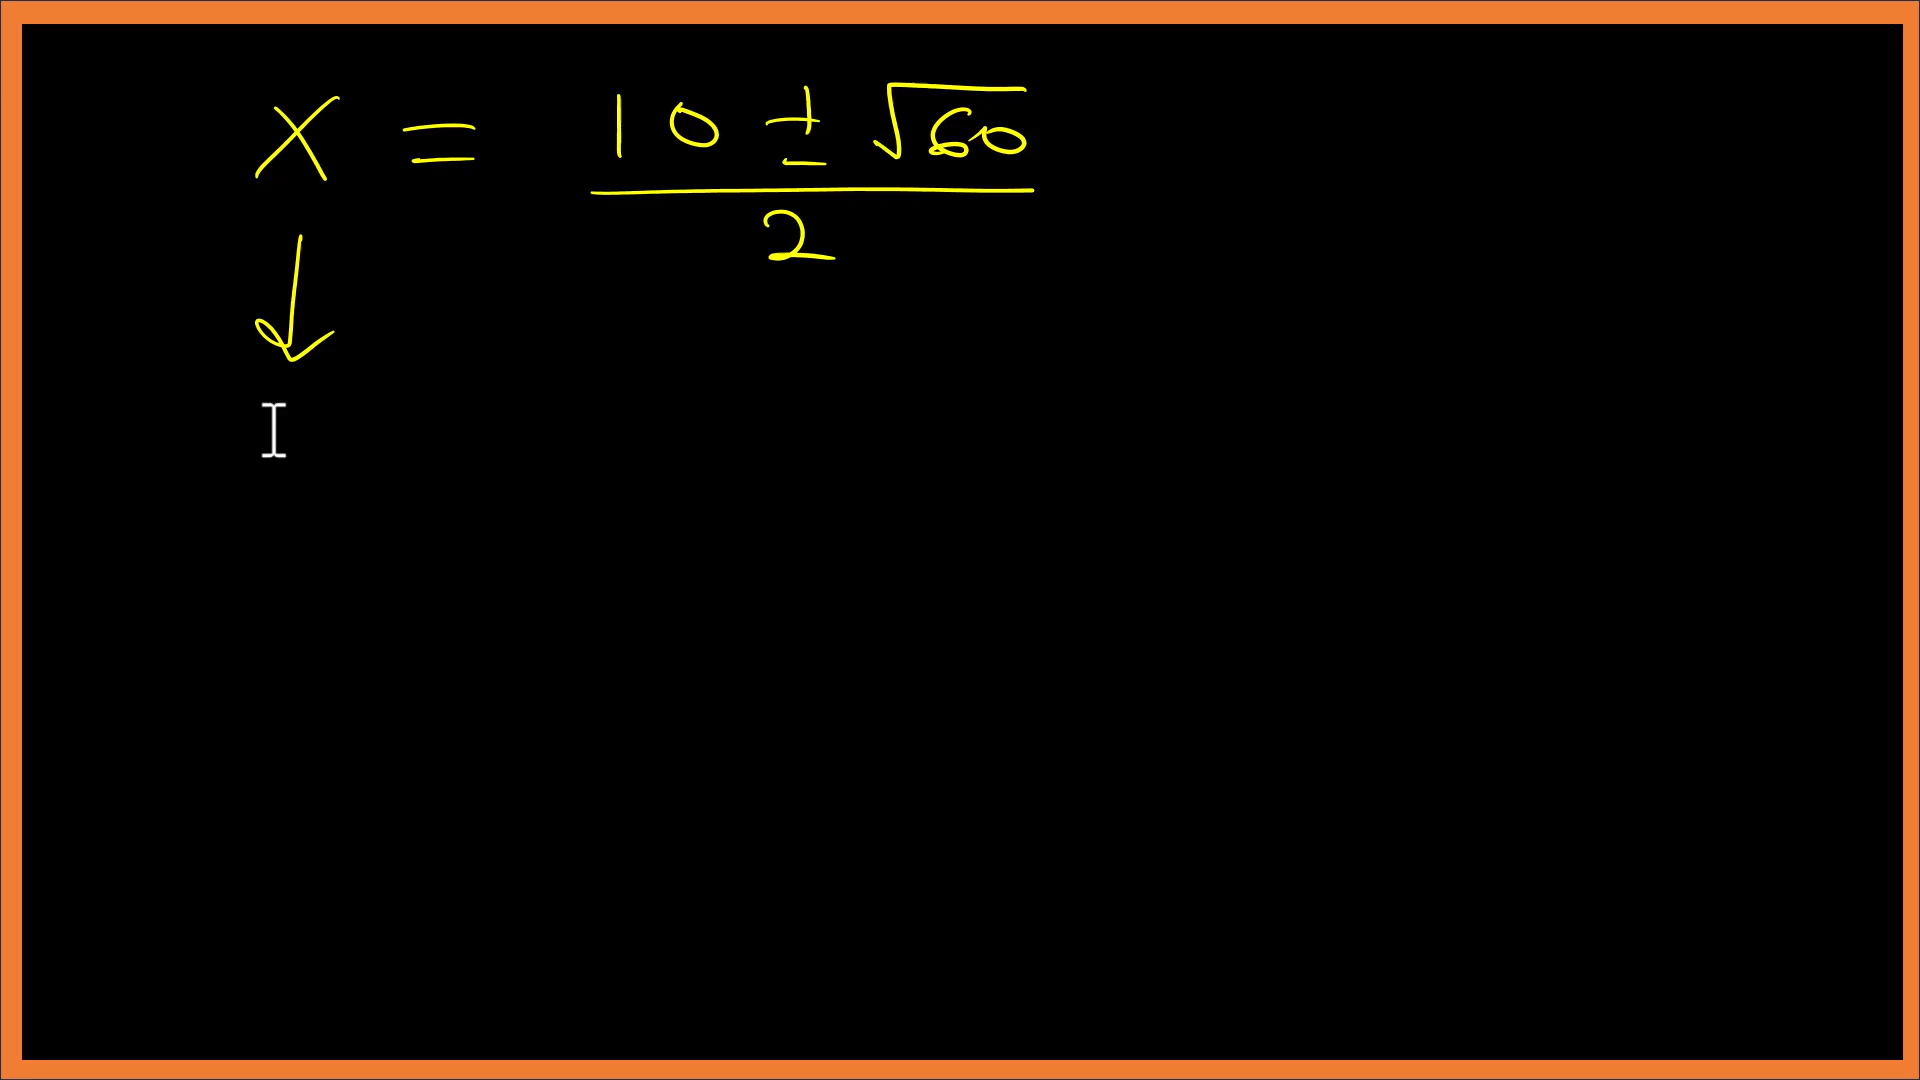 X = (10 ± √60) / 2
↓